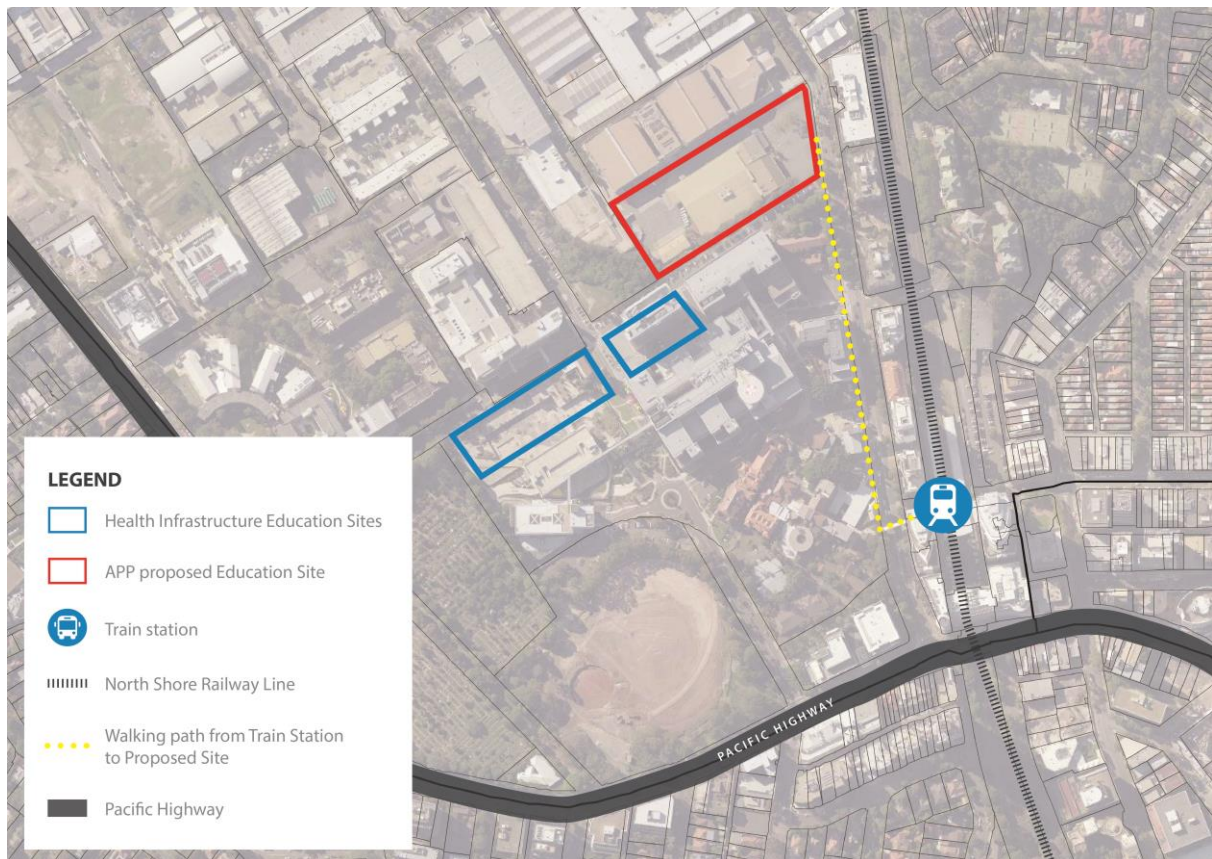 PACIFIC HIGHWAY
LEGEND
Health Infrastructure Education Sites
APP proposed Education Site
Train station
North Shore Railway Line
Walking path from Train Station
to Proposed Site
Pacific Highway